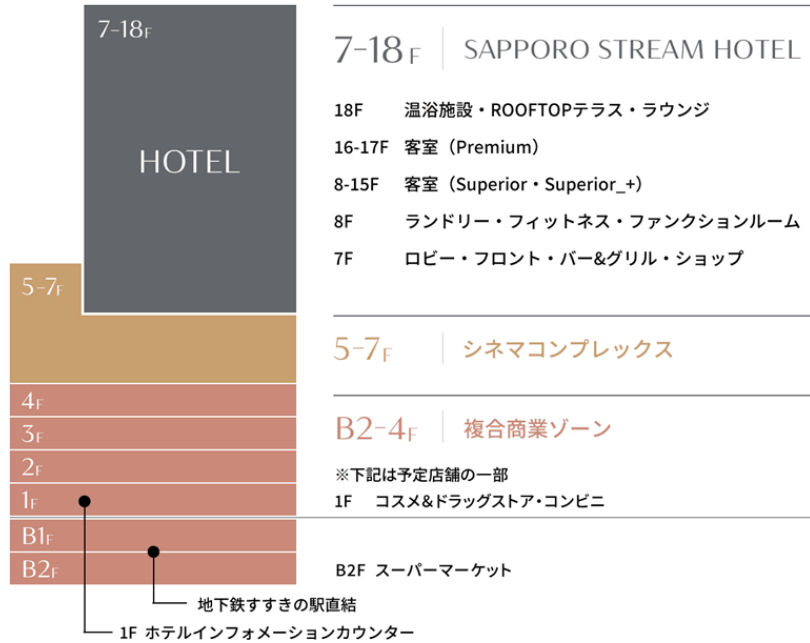 7-18F
HOTEL
5-7F
4F
3F
2F
1F
B1F
B2F
地下鉄すすきの駅直結
1F ホテルインフォメーションカウンター
7-18F SAPPORO STREAM HOTEL
18F 温浴施設・ROOFTOPテラス・ラウンジ
16-17F 客室（Premium）
8-15F 客室（Superior・Superior_+）
8F ランドリー・フィットネス・ファンクションルーム
7F ロビー・フロント・バー&グリル・ショップ
5-7F シネマコンプレックス
B2-4F 複合商業ゾーン
※下記は予定店舗の一部
1F コスメ&ドラッグストア・コンビニ
B2F スーパーマーケット